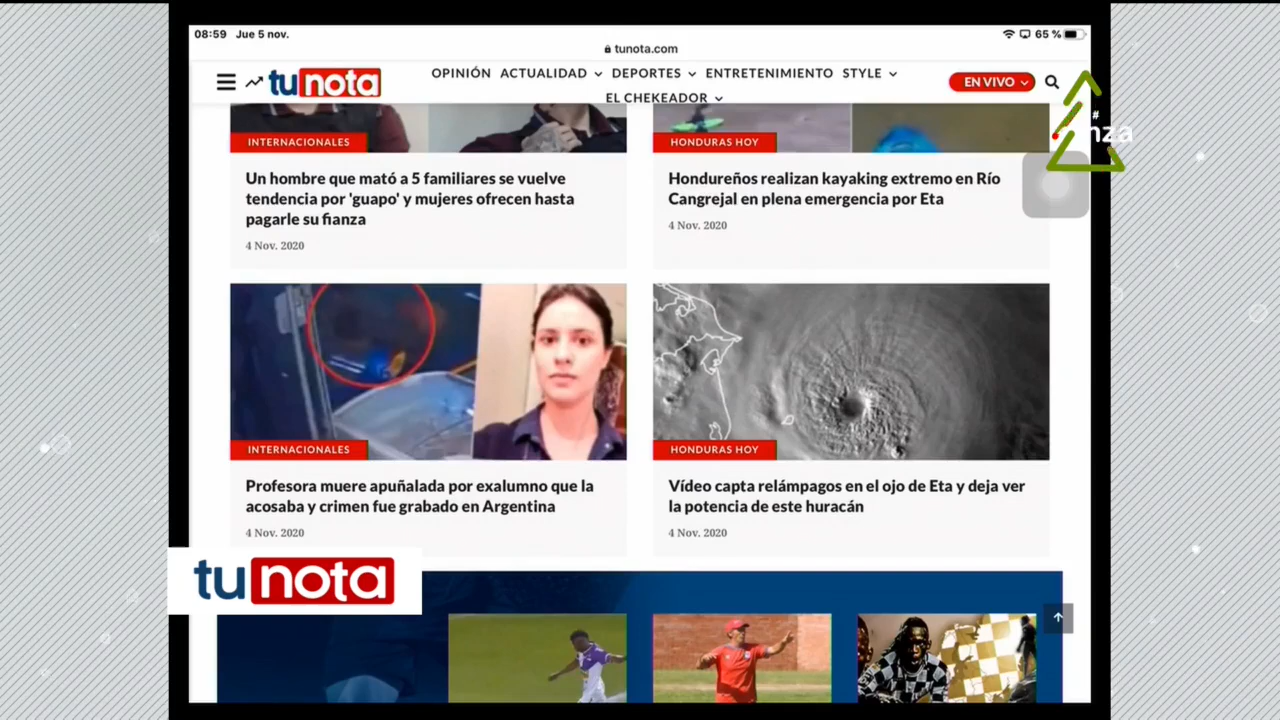 08:59 Jue 5 nov.
65 %
tunota.com
tunota
OPINIÓN ACTUALIDAD DEPORTES ENTRETENIMIENTO STYLE
EL CHEKEADOR
EN VIVO
#
nza
INTERNACIONALES
Un hombre que mató a 5 familiares se vuelve
tendencia por 'guapo' y mujeres ofrecen hasta
pagarle su fianza
4 Nov. 2020
HONDURAS HOY
Hondureños realizan kayaking extremo en Río
Cangrejal en plena emergencia por Eta
4 Nov. 2020
INTERNACIONALES
Profesora muere apuñalada por exalumno que la
acosaba y crimen fue grabado en Argentina
4 Nov. 2020
HONDURAS HOY
Vídeo capta relámpagos en el ojo de Eta y deja ver
la potencia de este huracán
4 Nov. 2020
tunota